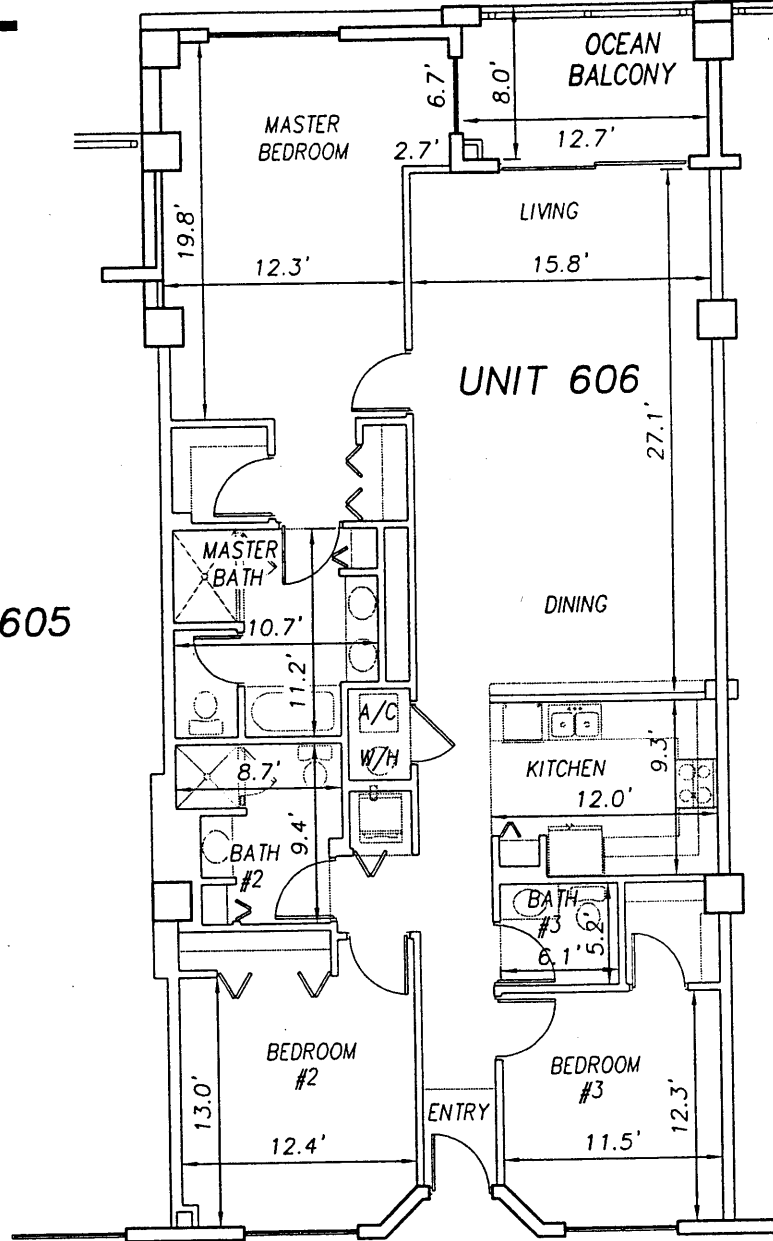 OCEAN
BALCONY
6.7'
8.0'
12.7'
MASTER
BEDROOM
2.7'
LIVING
19.8'
12.3'
15.8'
UNIT 606
27.1'
MASTER
BATH
DINING
605
10.7'
11.2'
A/C
W/H
KITCHEN
9.3'
12.0'
8.7'
9.4'
BATH
#2
BATH
#3
5.2'
6.1'
BEDROOM
#2
BEDROOM
#3
13.0'
12.3'
ENTRY
12.4'
11.5'